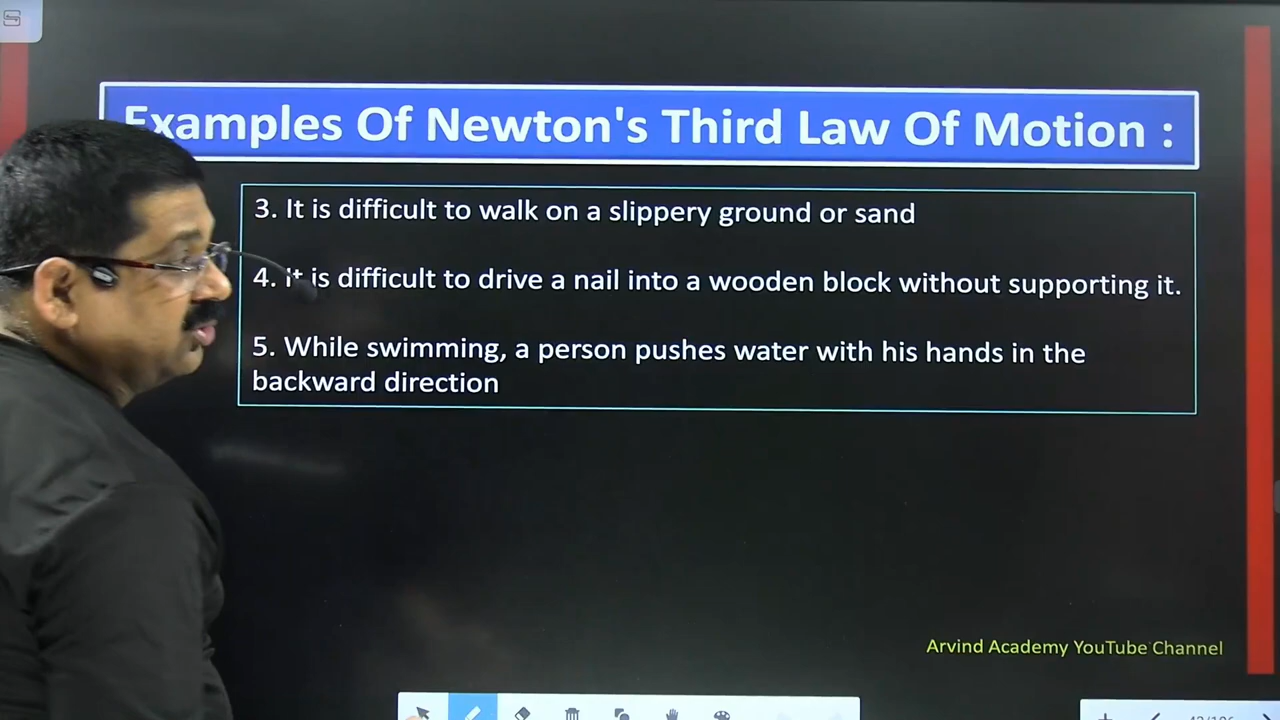 Examples Of Newton's Third Law Of Motion :
3. It is difficult to walk on a slippery ground or sand
4. It is difficult to drive a nail into a wooden block without supporting it.
5. While swimming, a person pushes water with his hands in the
backward direction
Arvind Academy YouTube Channel